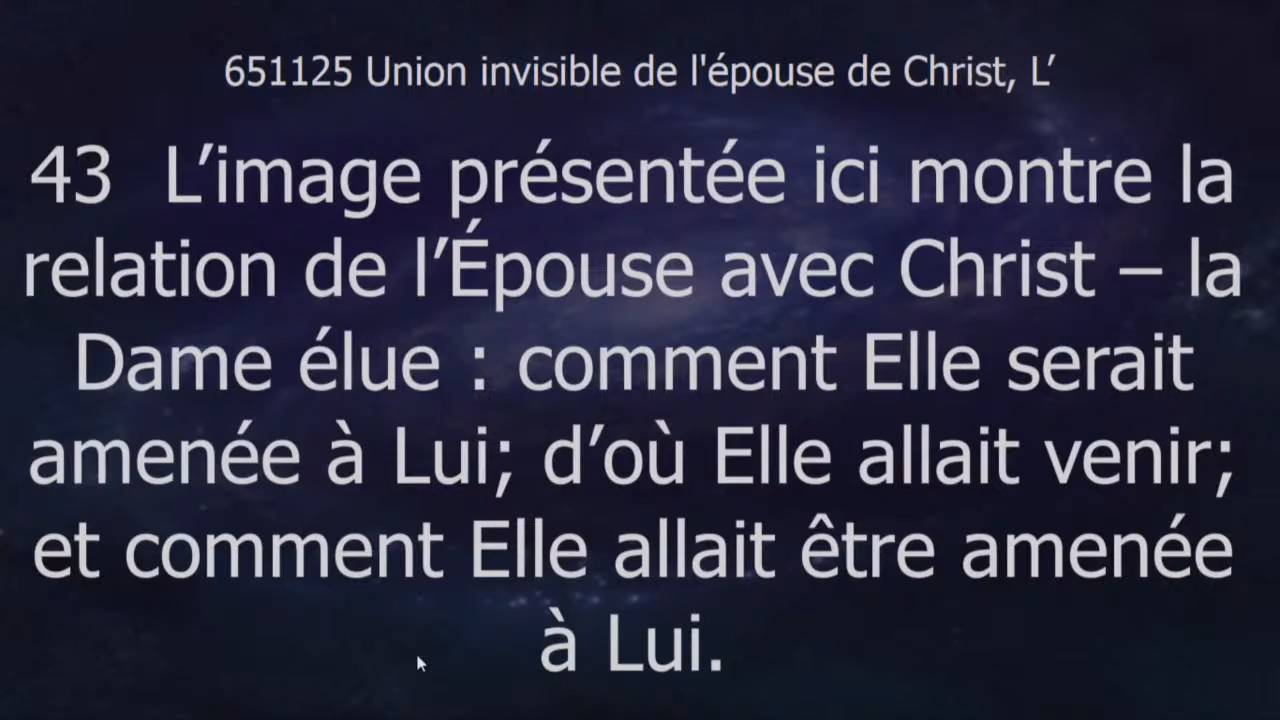 651125 Union invisible de l'épouse de Christ, L’
43 L’image présentée ici montre la
relation de l’Épouse avec Christ – la
Dame élue : comment Elle serait
amenée à Lui; d’où Elle allait venir;
et comment Elle allait être amenée
à Lui.